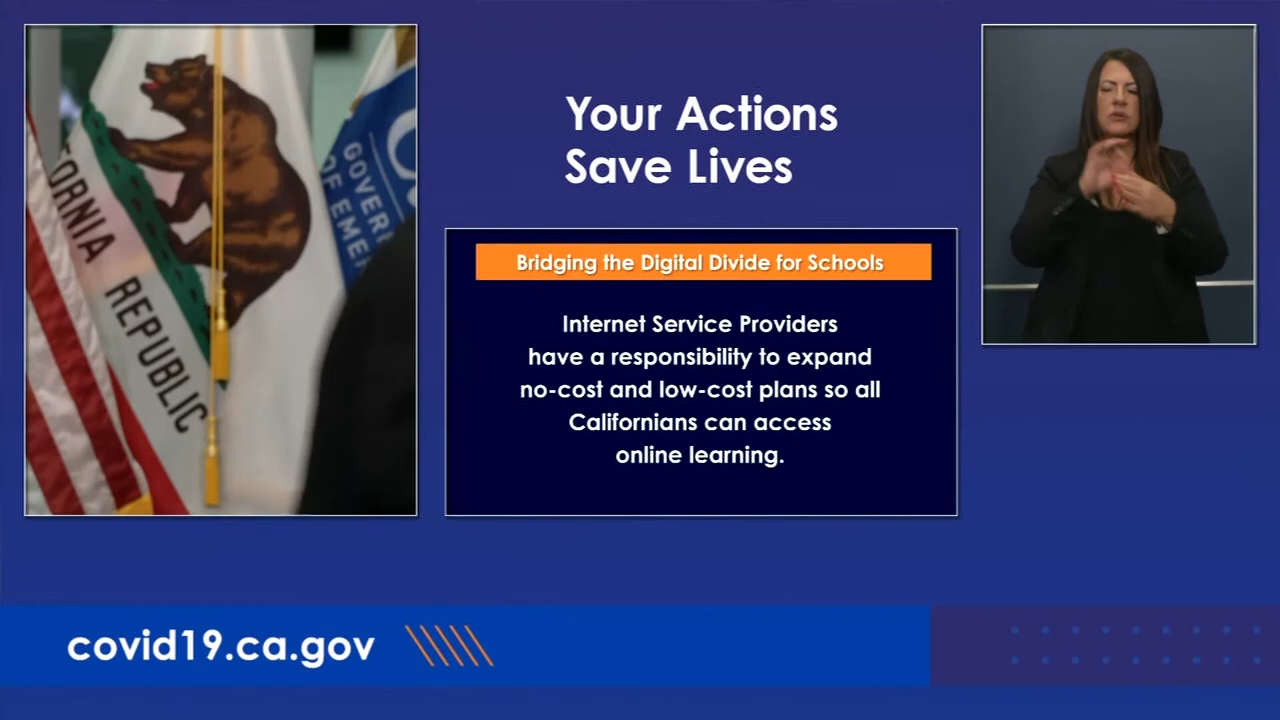 Your Actions
Save Lives
Bridging the Digital Divide for Schools
Internet Service Providers
have a responsibility to expand
no-cost and low-cost plans so all
Californians can access
online learning.
REPUBLIC
covid19.ca.gov